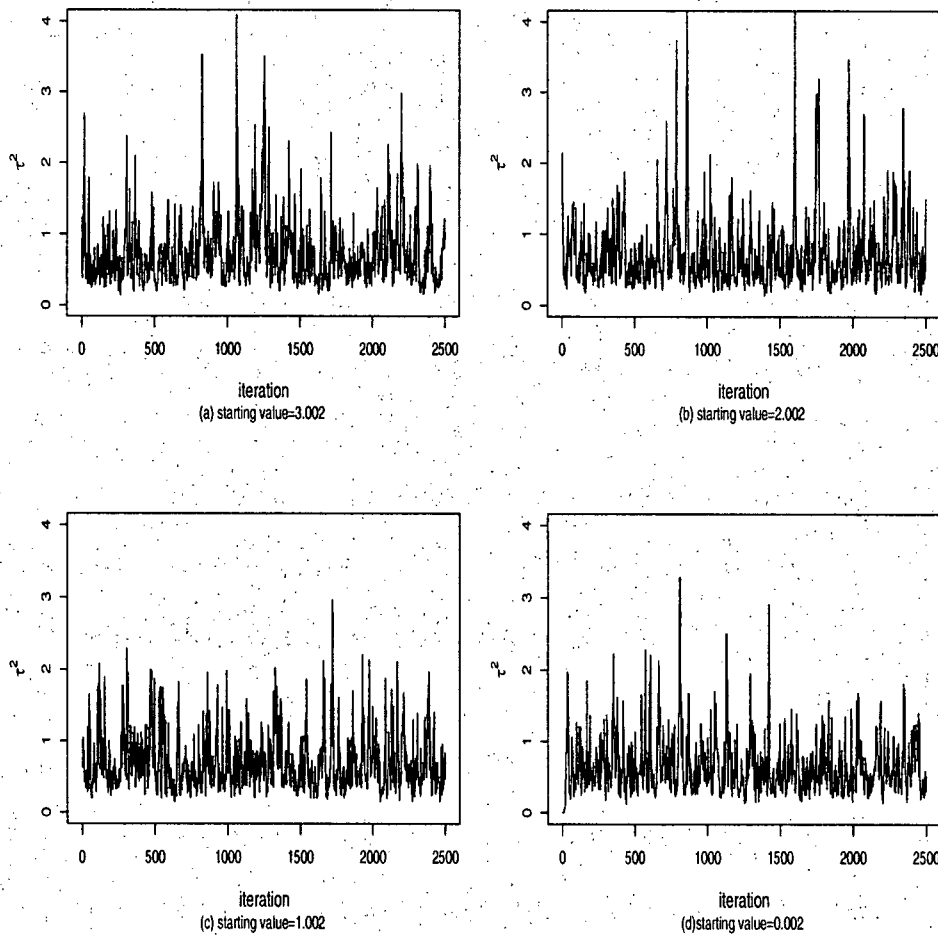 4
3
2
1
0
τ²
0 500 1000 1500 2000 2500
iteration
(a) starting value=3.002
4
3
2
1
0
τ²
0 500 1000 1500 2000 2500
iteration
(b) starting value=2.002
4
3
2
1
0
τ²
0 500 1000 1500 2000 2500
iteration
(c) starting value=1.002
4
3
2
1
0
τ²
0 500 1000 1500 2000 2500
iteration
(d)starting value=0.002